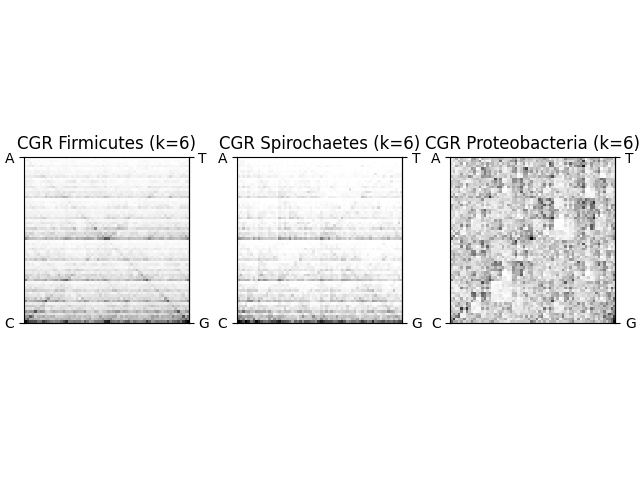 CGR Firmicutes (k=6)
CGR Spirochaetes (k=6)
CGR Proteobacteria (k=6)
A T A T A T
C G C G C G